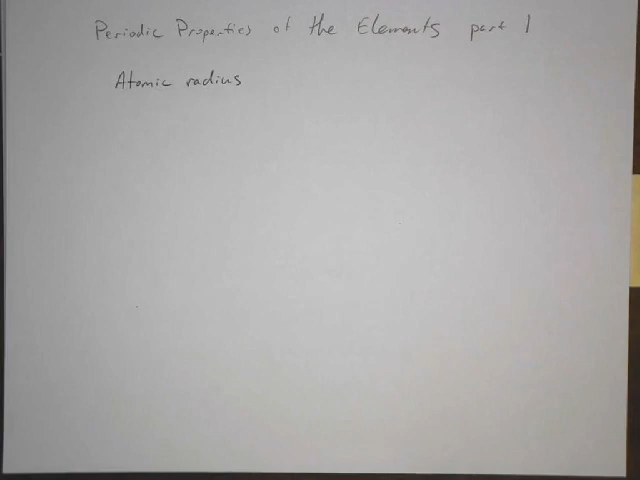 Periodic Properties of the Elements part 1
Atomic radius